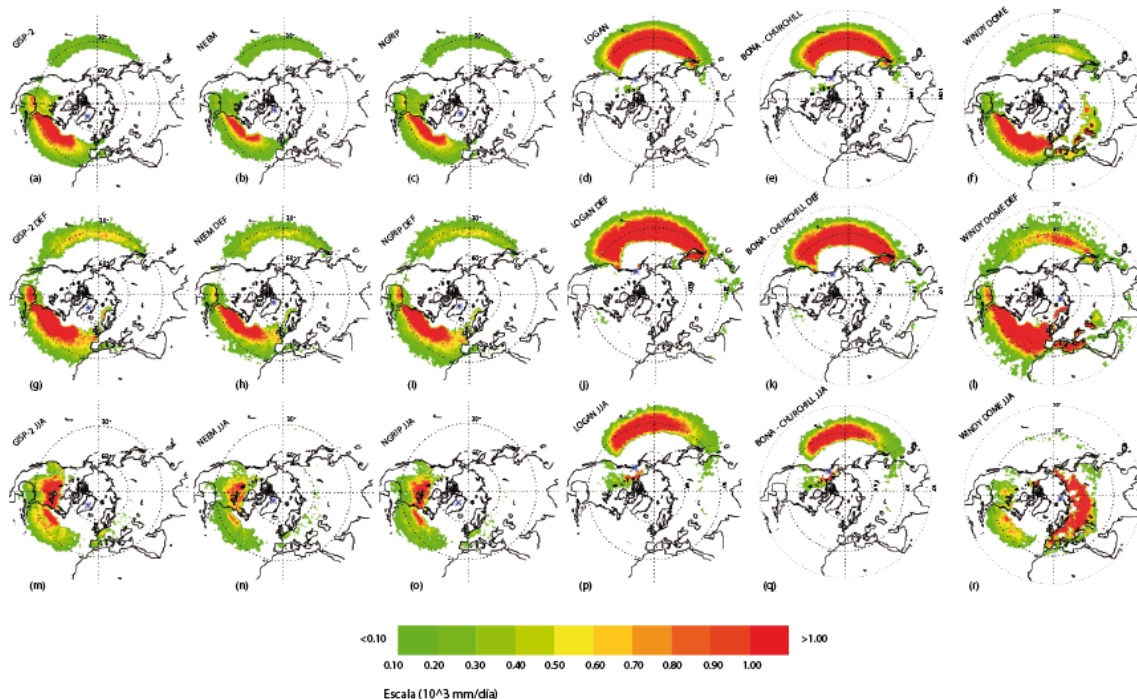 GISP-2
NEEM
NGRIP
LOGAN
BONA - CHURCHILL
WINDY DOME
(a)
(b)
(c)
(d)
(e)
(f)
GISP-2 DEF
NEEM DEF
NGRIP DEF
LOGAN DEF
BONA - CHURCHILL DEF
WINDY DOME DEF
(g)
(h)
(i)
(j)
(k)
(l)
GISP-2 JJA
NEEM JJA
NGRIP JJA
LOGAN JJA
BONA - CHURCHILL JJA
WINDY DOME JJA
(m)
(n)
(o)
(p)
(q)
(r)
<0.10
>1.00
0.10 0.20 0.30 0.40 0.50 0.60 0.70 0.80 0.90 1.00
Escala (10^3 mm/día)